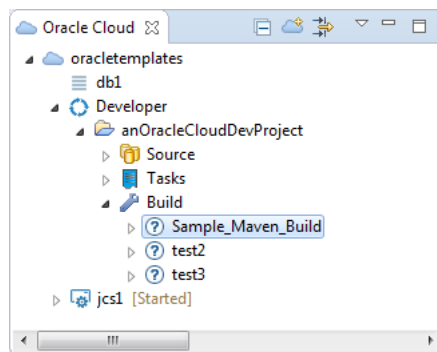 Oracle Cloud
oracletemplates
db1
Developer
anOracleCloudDevProject
Source
Tasks
Build
Sample_Maven_Build
test2
test3
jcs1 [Started]